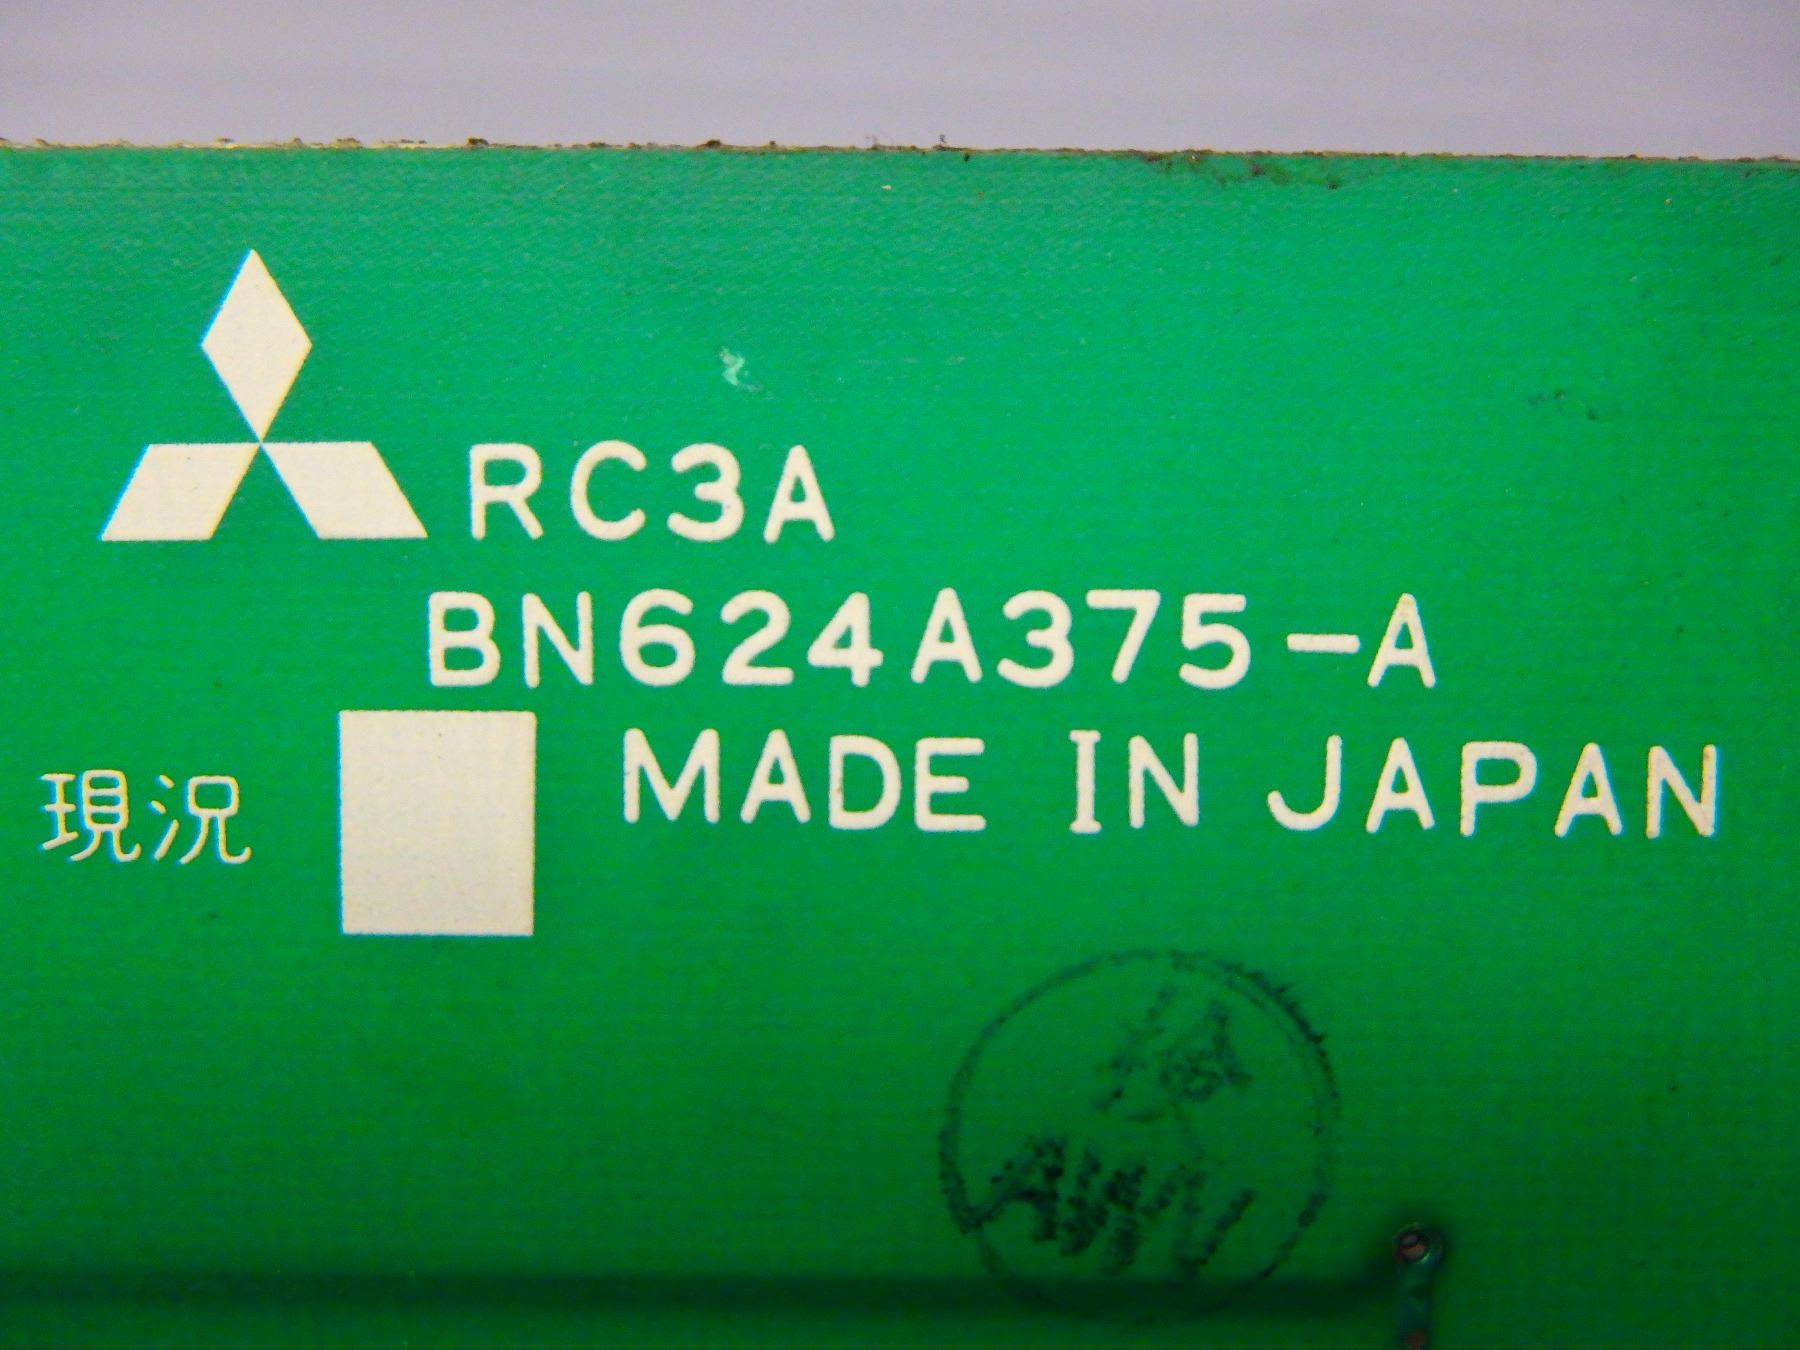 RC3A
BN624A375-A
現況 MADE IN JAPAN